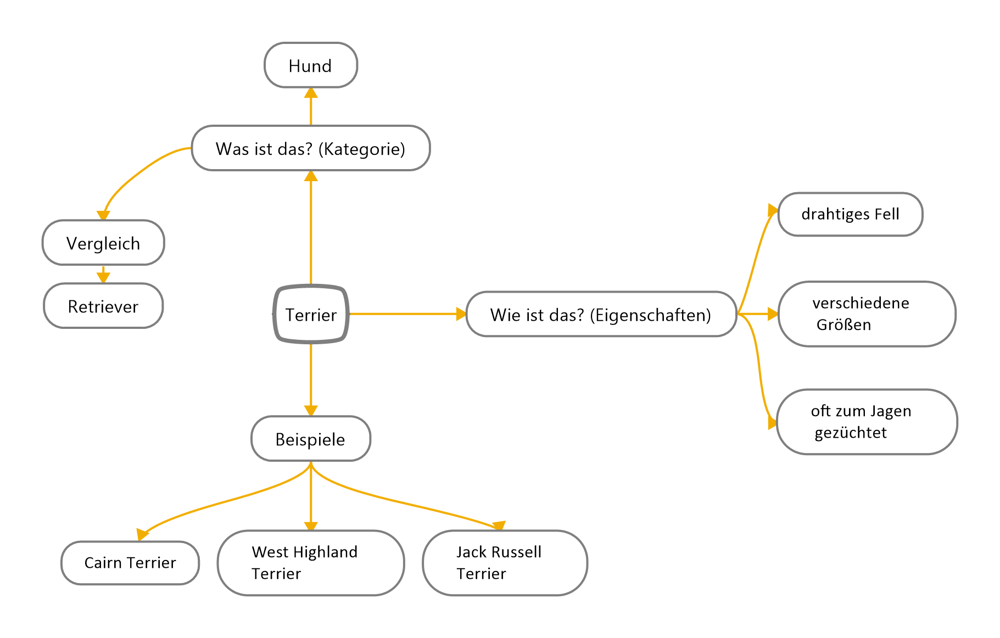 Hund
Was ist das? (Kategorie)
Vergleich
Retriever
Terrier
Wie ist das? (Eigenschaften)
drahtiges Fell
verschiedene
Größen
oft zum Jagen
gezüchtet
Beispiele
Cairn Terrier
West Highland
Terrier
Jack Russell
Terrier